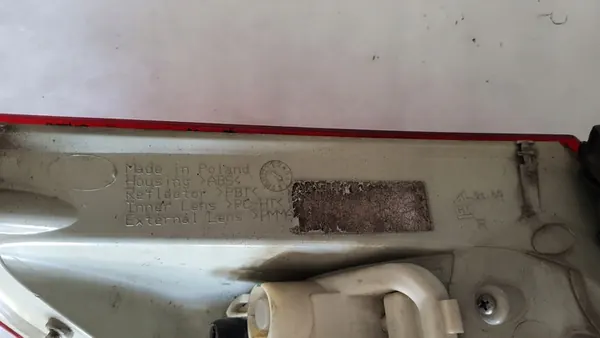 Made in Poland
Housing >ABS<
Reflector >PBT<
Inner Lens >PC-HT<
External Lens >PMMA